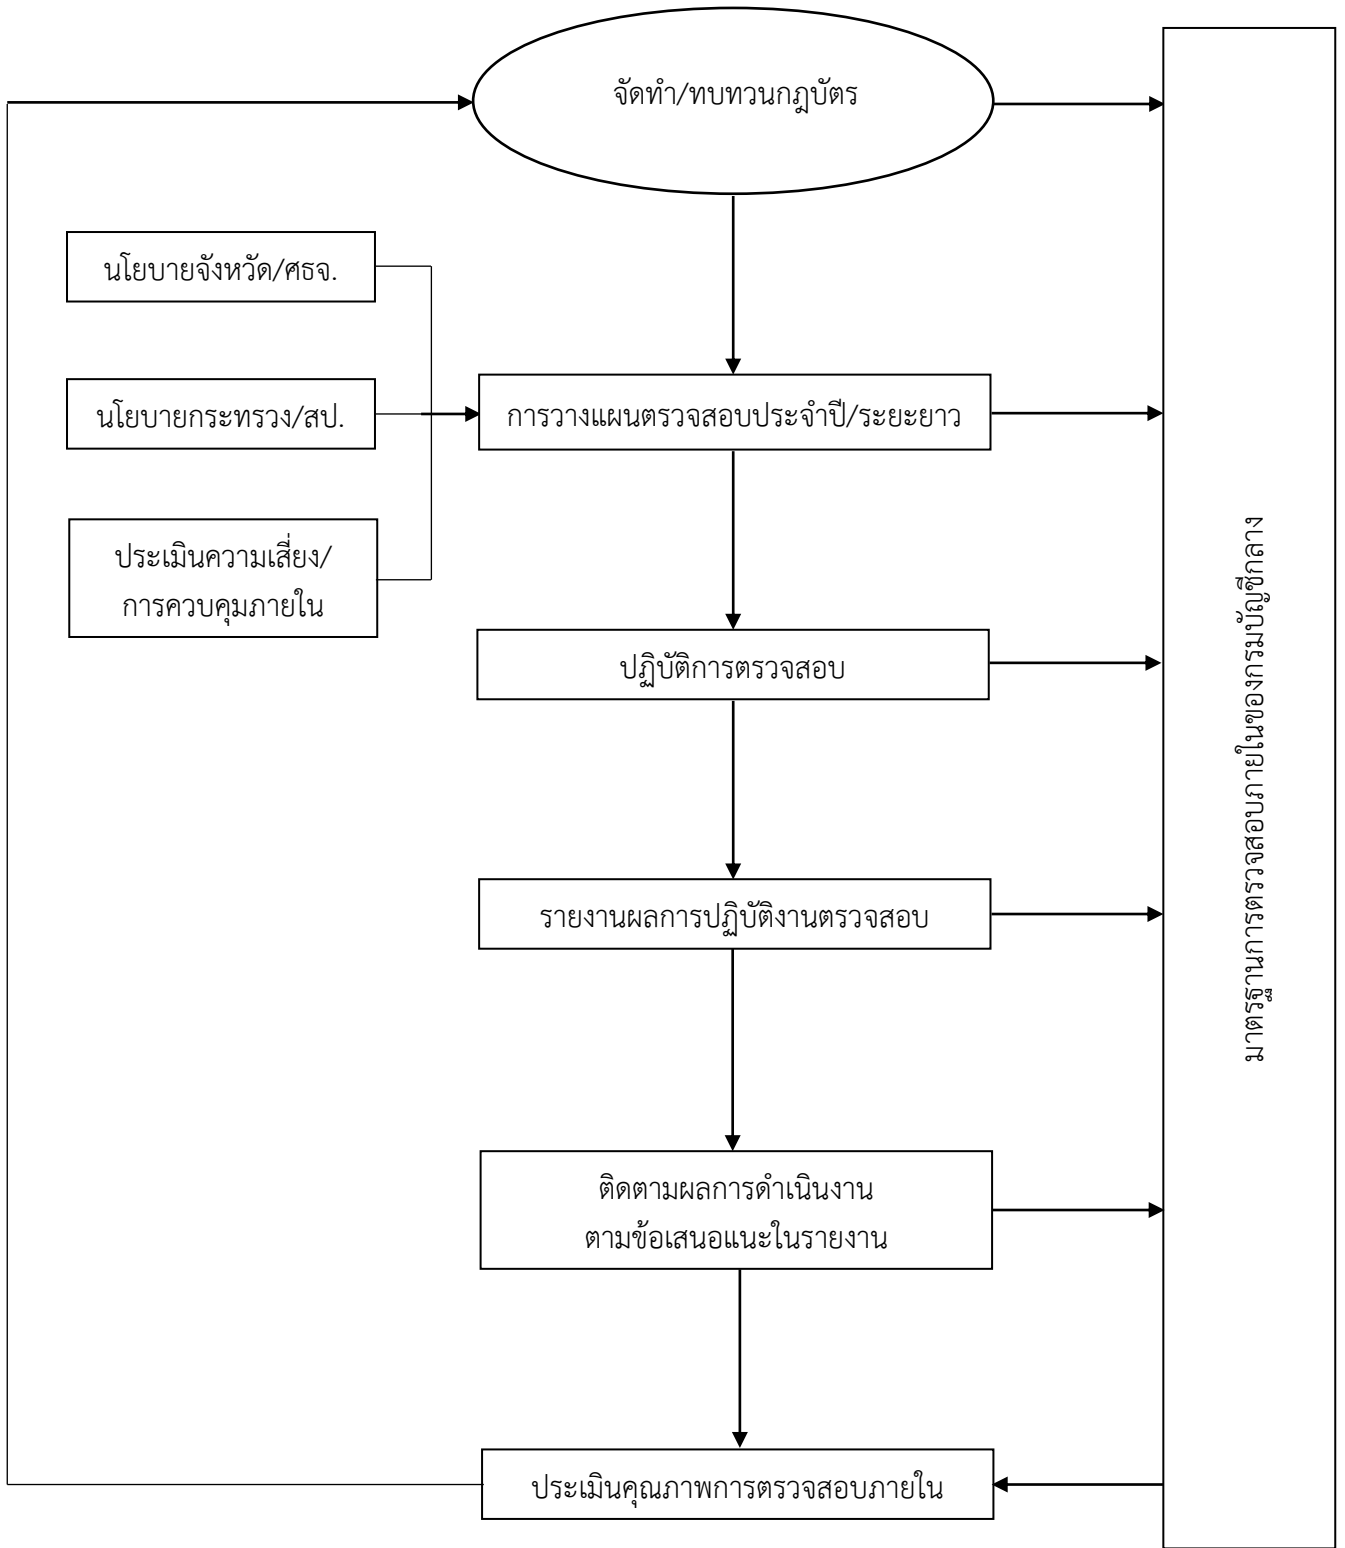 จัดทำ/ทบทวนกฎบัตร
นโยบายจังหวัด/ศธจ.
นโยบายกระทรวง/สป.
การวางแผนตรวจสอบประจำปี/ระยะยาว
ประเมินความเสี่ยง/
การควบคุมภายใน
ปฏิบัติการตรวจสอบ
รายงานผลการปฏิบัติงานตรวจสอบ
ติดตามผลการดำเนินงาน
ตามข้อเสนอแนะในรายงาน
ประเมินคุณภาพการตรวจสอบภายใน
มาตรฐานการตรวจสอบภายในของกรมบัญชีกลาง